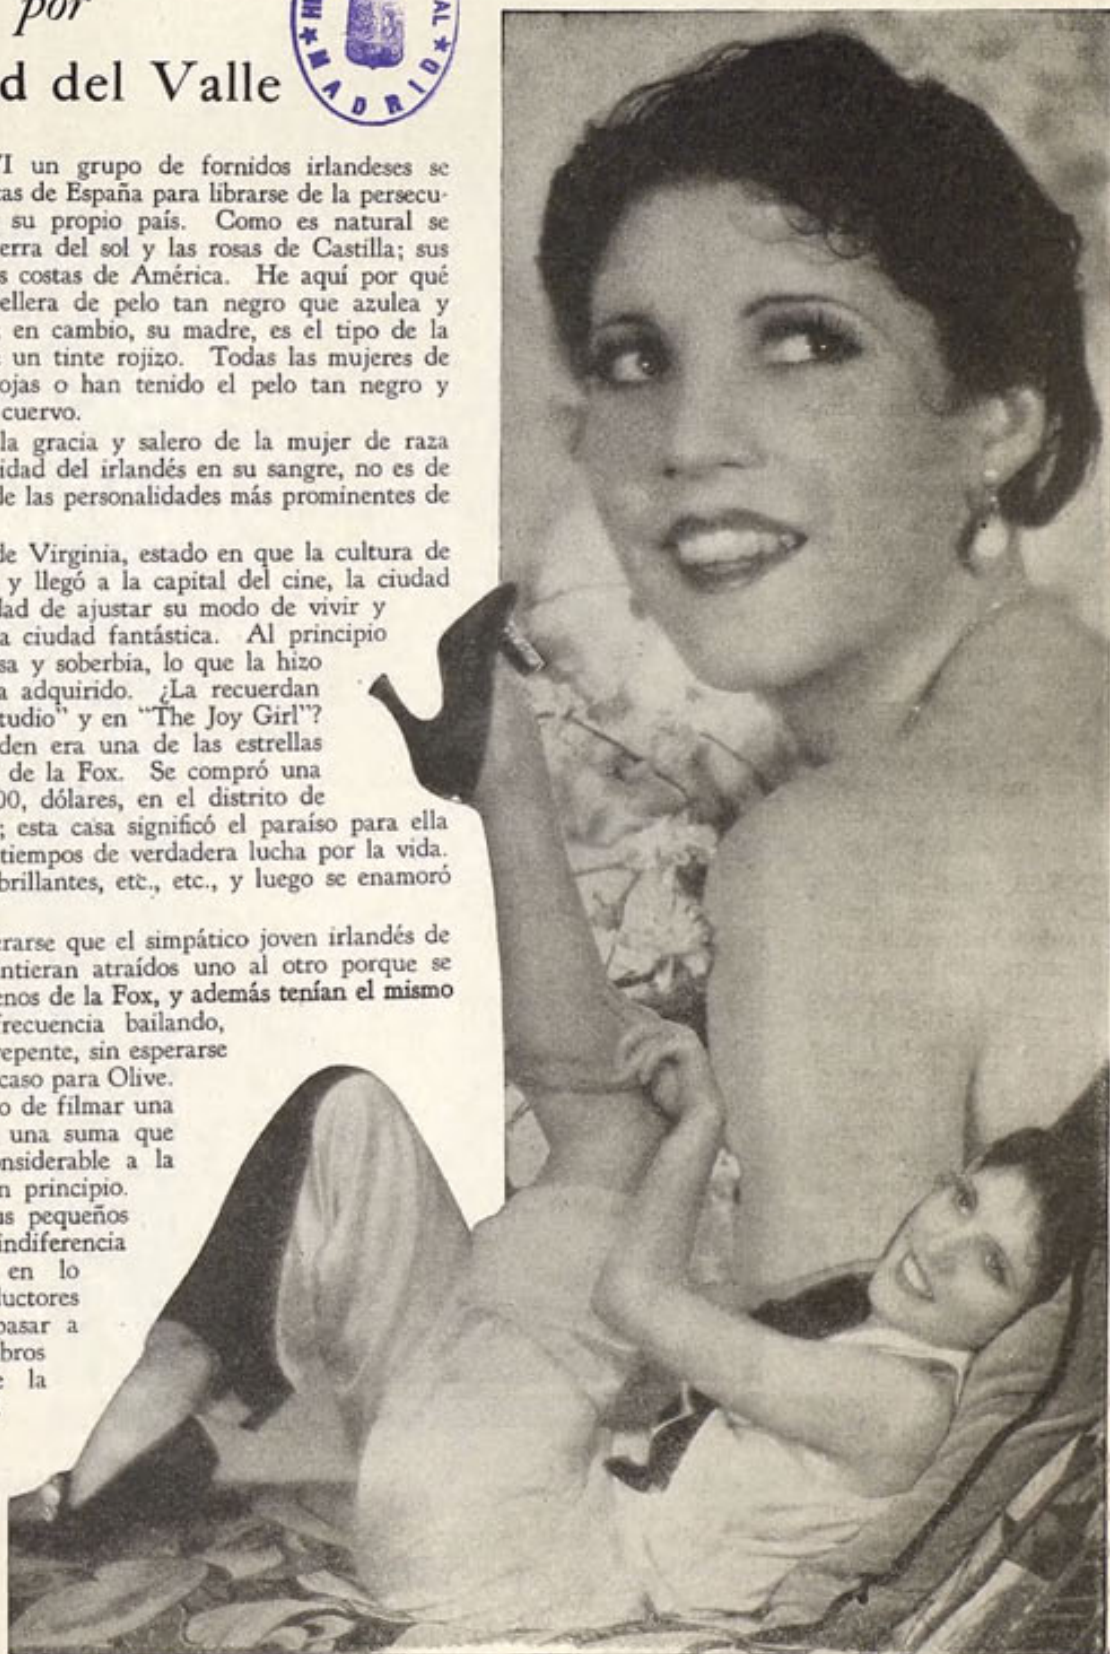 por
d del Valle
MADRID
I un grupo de fornidos irlandeses se
tas de España para librarse de la persecu-
su propio país. Como es natural se
erra del sol y las rosas de Castilla; sus
s costas de América. He aquí por qué
ellera de pelo tan negro que azulea y
en cambio, su madre, es el tipo de la
un tinte rojizo. Todas las mujeres de
ojas o han tenido el pelo tan negro y
cuervo.
la gracia y salero de la mujer de raza
idad del irlandés en su sangre, no es de
de las personalidades más prominentes de
de Virginia, estado en que la cultura de
y llegó a la capital del cine, la ciudad
dad de ajustar su modo de vivir y
a ciudad fantástica. Al principio
sa y soberbia, lo que la hizo
a adquirido. ¿La recuerdan
tudio" y en "The Joy Girl"?
den era una de las estrellas
de la Fox. Se compró una
00, dólares, en el distrito de
; esta casa significó el paraíso para ella
tiempos de verdadera lucha por la vida.
brillantes, etc., etc., y luego se enamoró
erarse que el simpático joven irlandés de
ntieran atraídos uno al otro porque se
enos de la Fox, y además tenían el mismo
frecuencia bailando,
repente, sin esperarse
caso para Olive.
o de filmar una
una suma que
nsiderable a la
n principio.
us pequeños
indiferencia
en lo
ductores
pasar a
bros
e la